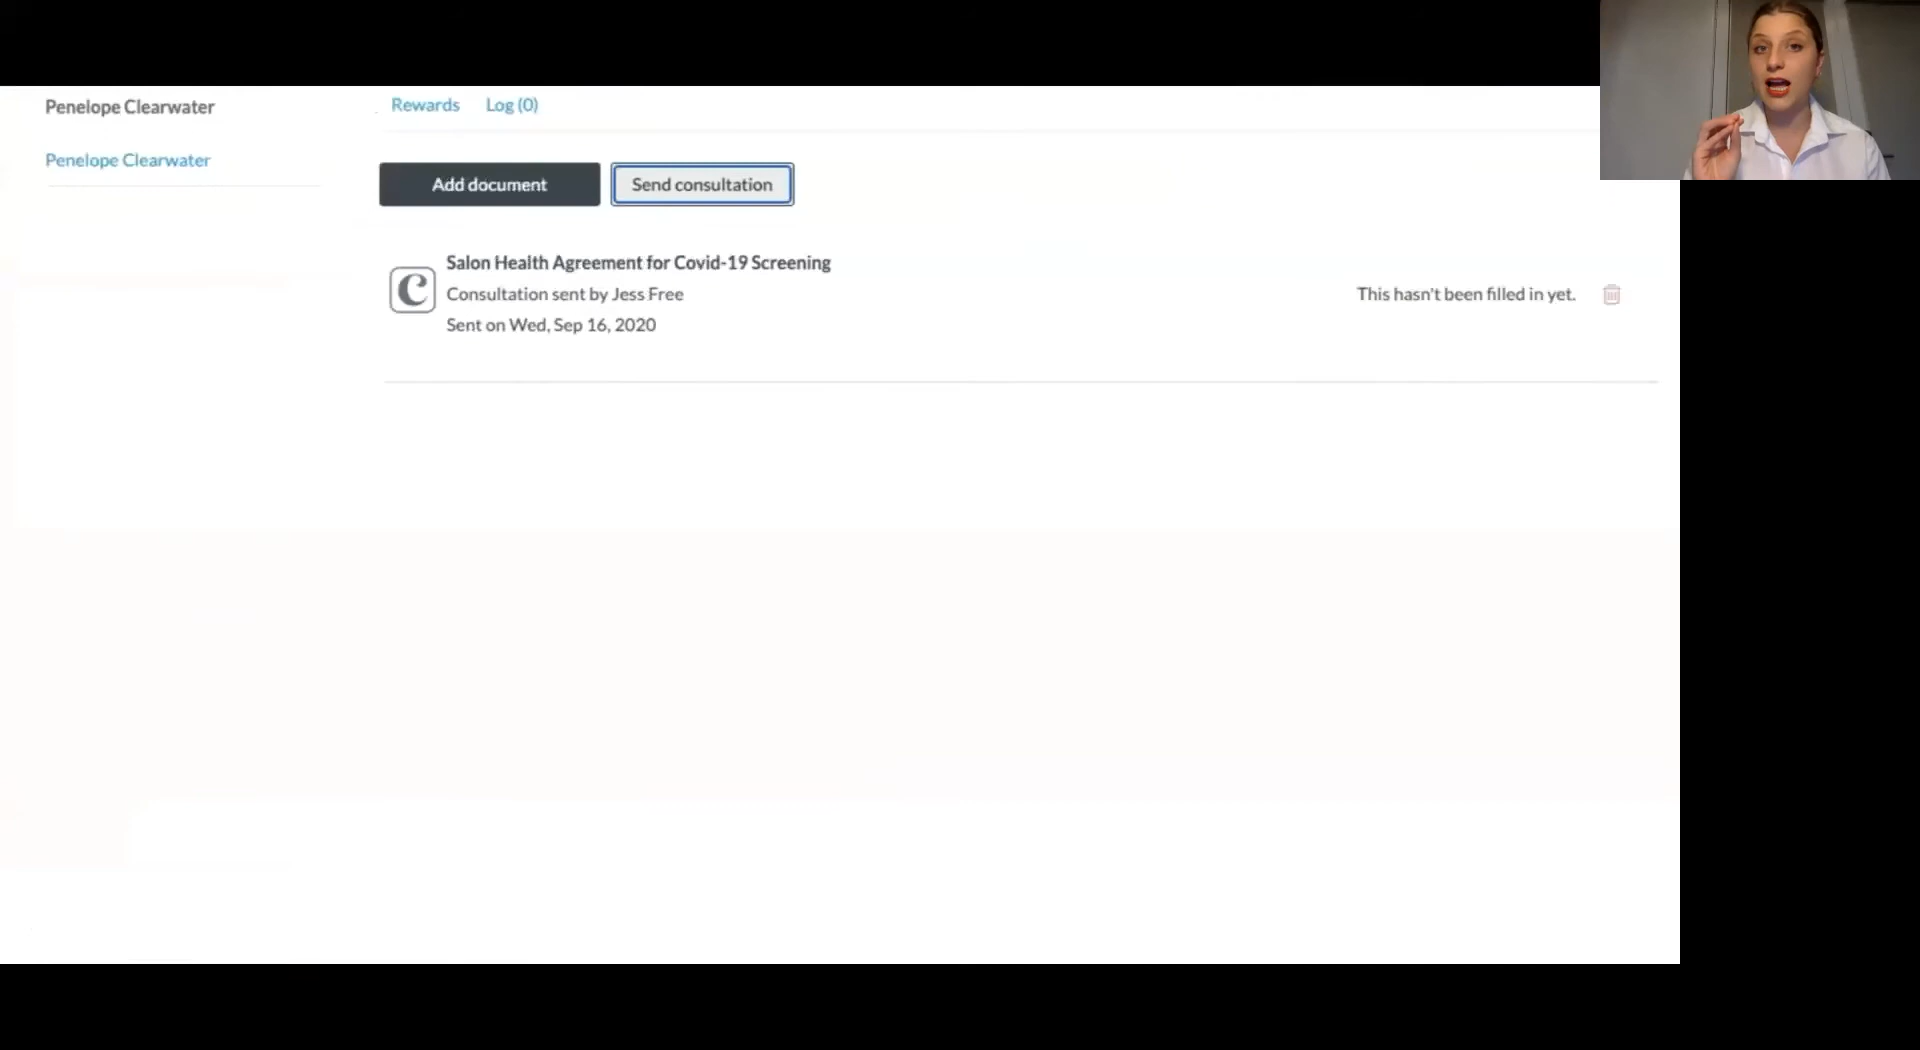 Penelope Clearwater
Rewards Log (0)
Penelope Clearwater
Add document
Send consultation
Salon Health Agreement for Covid-19 Screening
Consultation sent by Jess Free
Sent on Wed, Sep 16, 2020
This hasn't been filled in yet.